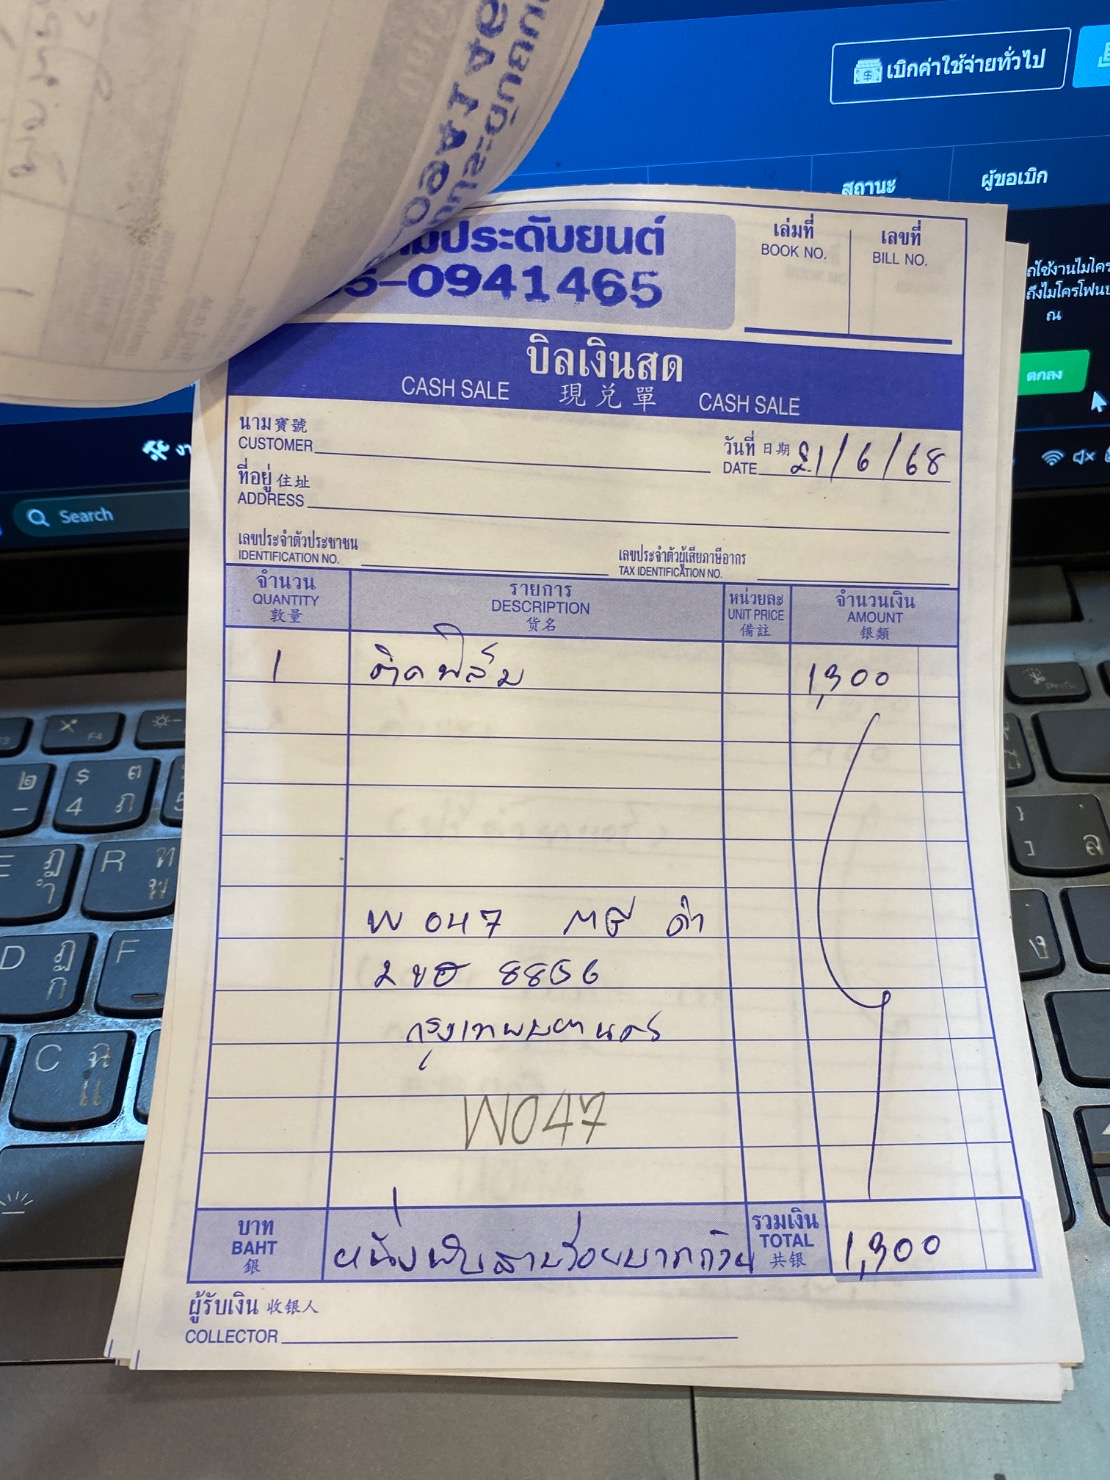 เบิกค่าใช้จ่ายทั่วไป
สถานะ
ผู้ขอเบิก
ประดับยนต์
-0941465
เล่มที่
BOOK NO.
เลขที่
BILL NO.
บิลเงินสด
CASH SALE 現兑單 CASH SALE
นาม寶號
CUSTOMER
วันที่ 日期
DATE 21/6/68
ที่อยู่ 住址
ADDRESS
เลขประจำตัวประชาชน
IDENTIFICATION NO.
เลขประจำตัวผู้เสียภาษีอากร
TAX IDENTIFICATION NO.
จำนวน
QUANTITY
數量
รายการ
DESCRIPTION
货名
หน่วยละ
UNIT PRICE
備註
จำนวนเงิน
AMOUNT
銀類
1 ติดฟิล์ม 1,300
W 047 MG ดำ
2ขอ 8856
กรุงเทพมหานคร
W047
บาท
BAHT
銀
หนึ่งพันสามร้อยบาทถ้วน
รวมเงิน
TOTAL
共银
1,300
ผู้รับเงิน 收银人
COLLECTOR
ตกลง
Search